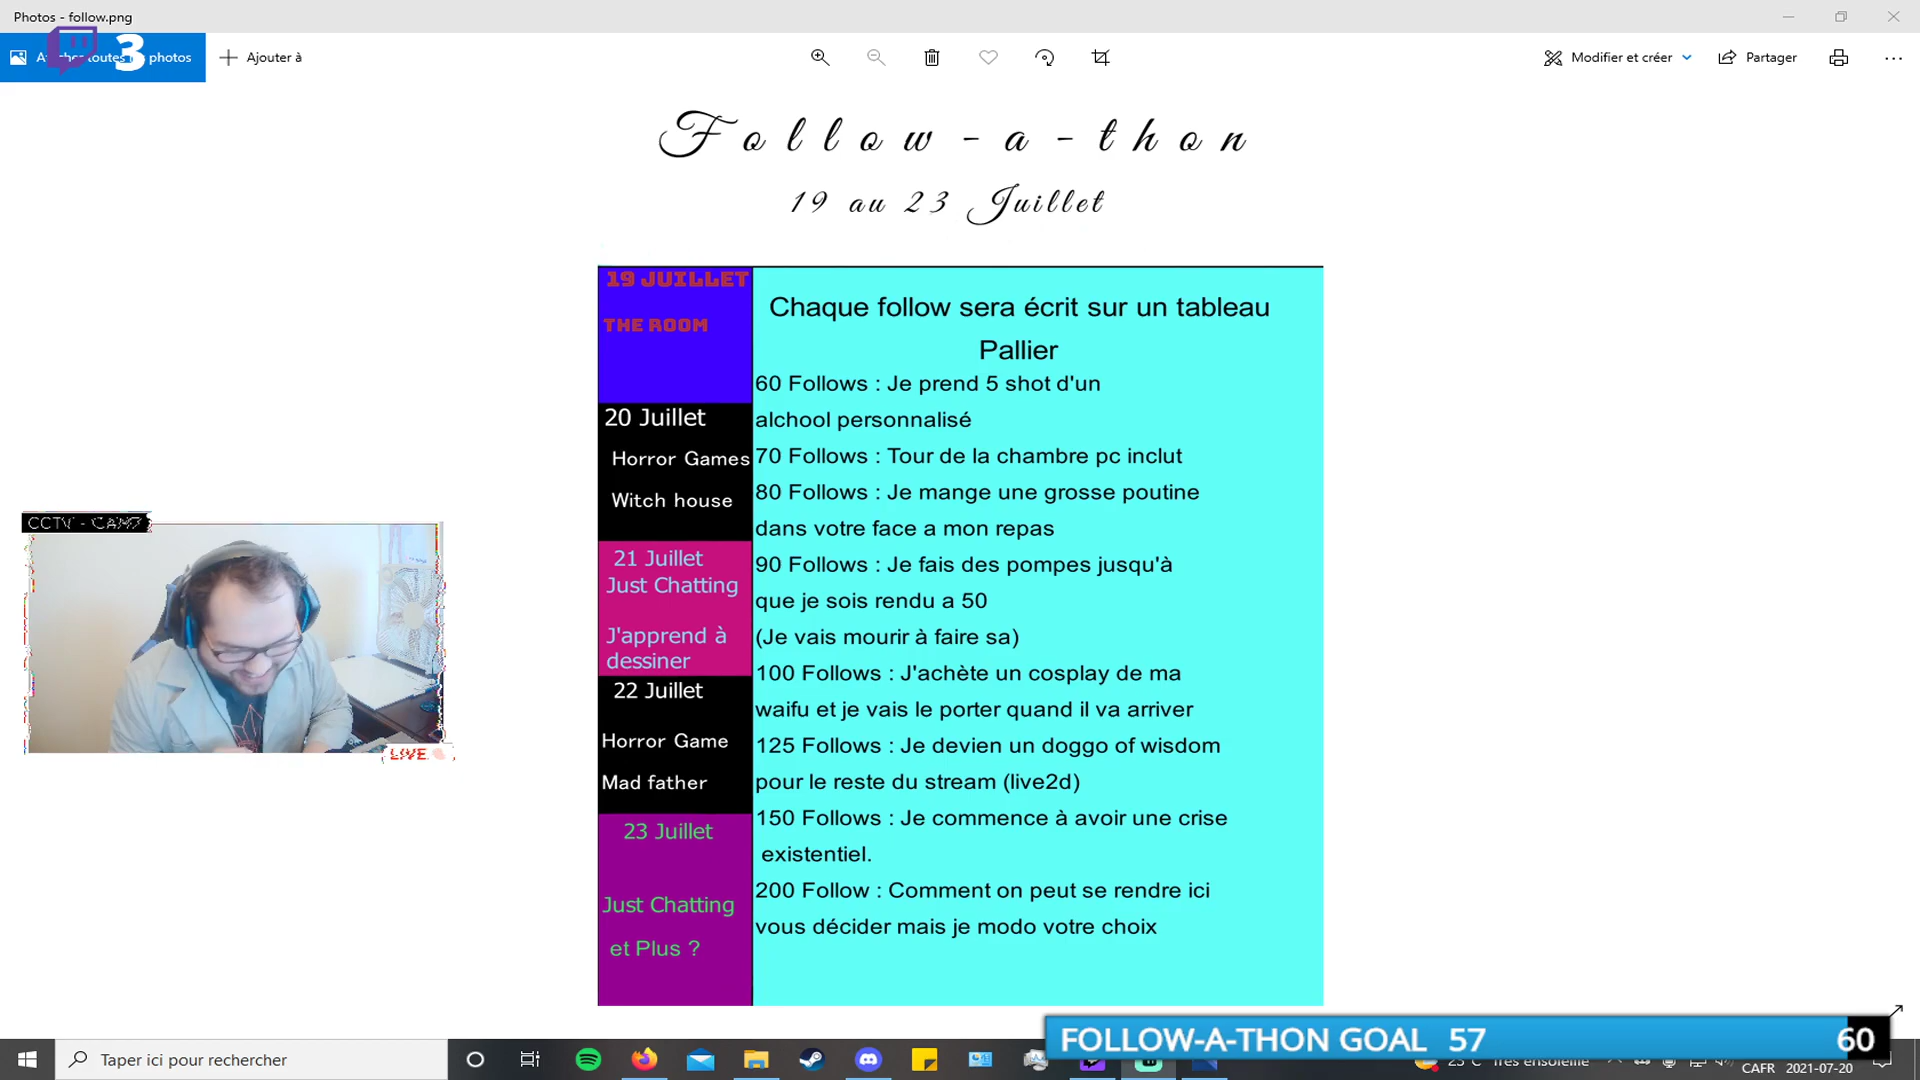 Photos - follow.png
3
photos
Ajouter à
Modifier et créer
Partager
Follow-a-thon
19 au 23 Juillet
19 JUILLET
THE ROOM
20 Juillet
Horror Games
Witch house
21 Juillet
Just Chatting
J'apprend à
dessiner
22 Juillet
Horror Game
Mad father
23 Juillet
Just Chatting
et Plus ?
Chaque follow sera écrit sur un tableau
Pallier
60 Follows : Je prend 5 shot d'un
alchool personnalisé
70 Follows : Tour de la chambre pc inclut
80 Follows : Je mange une grosse poutine
dans votre face a mon repas
90 Follows : Je fais des pompes jusqu'à
que je sois rendu a 50
(Je vais mourir à faire sa)
100 Follows : J'achète un cosplay de ma
waifu et je vais le porter quand il va arriver
125 Follows : Je devien un doggo of wisdom
pour le reste du stream (live2d)
150 Follows : Je commence à avoir une crise
existentiel.
200 Follow : Comment on peut se rendre ici
vous décider mais je modo votre choix
CCTV - CAM2
LIVE
FOLLOW-A-THON GOAL 57
60
Taper ici pour rechercher
23°C Très ensoleillé
CAFR 2021-07-20